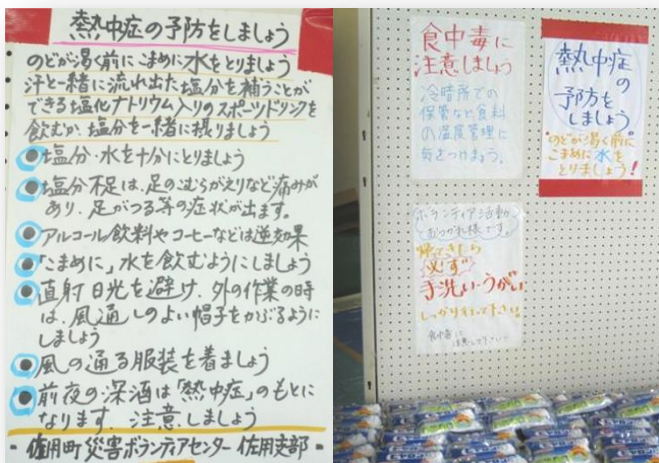 熱中症の予防をしましょう
のどが渇く前にこまめに水をとりましょう
汗と一緒に流れ出た塩分を補うことが
できる塩化ナトリウム入りのスポーツドリンクを
飲むか、塩分を一緒に摂りましょう
●塩分・水を十分にとりましょう
●塩分不足は、足のこむらがえりなど痛みが
あり、足がつる等の症状が出ます。
●アルコール飲料やコーヒーなどは逆効果
●「こまめに」水を飲むようにしましょう
●直射日光を避け、外の作業の時
は、風通しのよい帽子をかぶるように
しましょう
●風の通る服装を着ましょう
●前夜の深酒は「熱中症」のもとに
なります。注意しましょう
佐用町災害ボランティアセンター佐用支部
食中毒に
注意しましょう
冷暗所での
保管など食料
の温度管理に
気をつけましょう。
熱中症
の
予防を
しましょう
のどが渇く前に
こまめに水を
とりましょう!
ボランティア活動
おつかれ様です。
帰ってきたら
必ず
手洗い・うがい
しっかり行って下さい。
食中毒に
注意して下さい!!